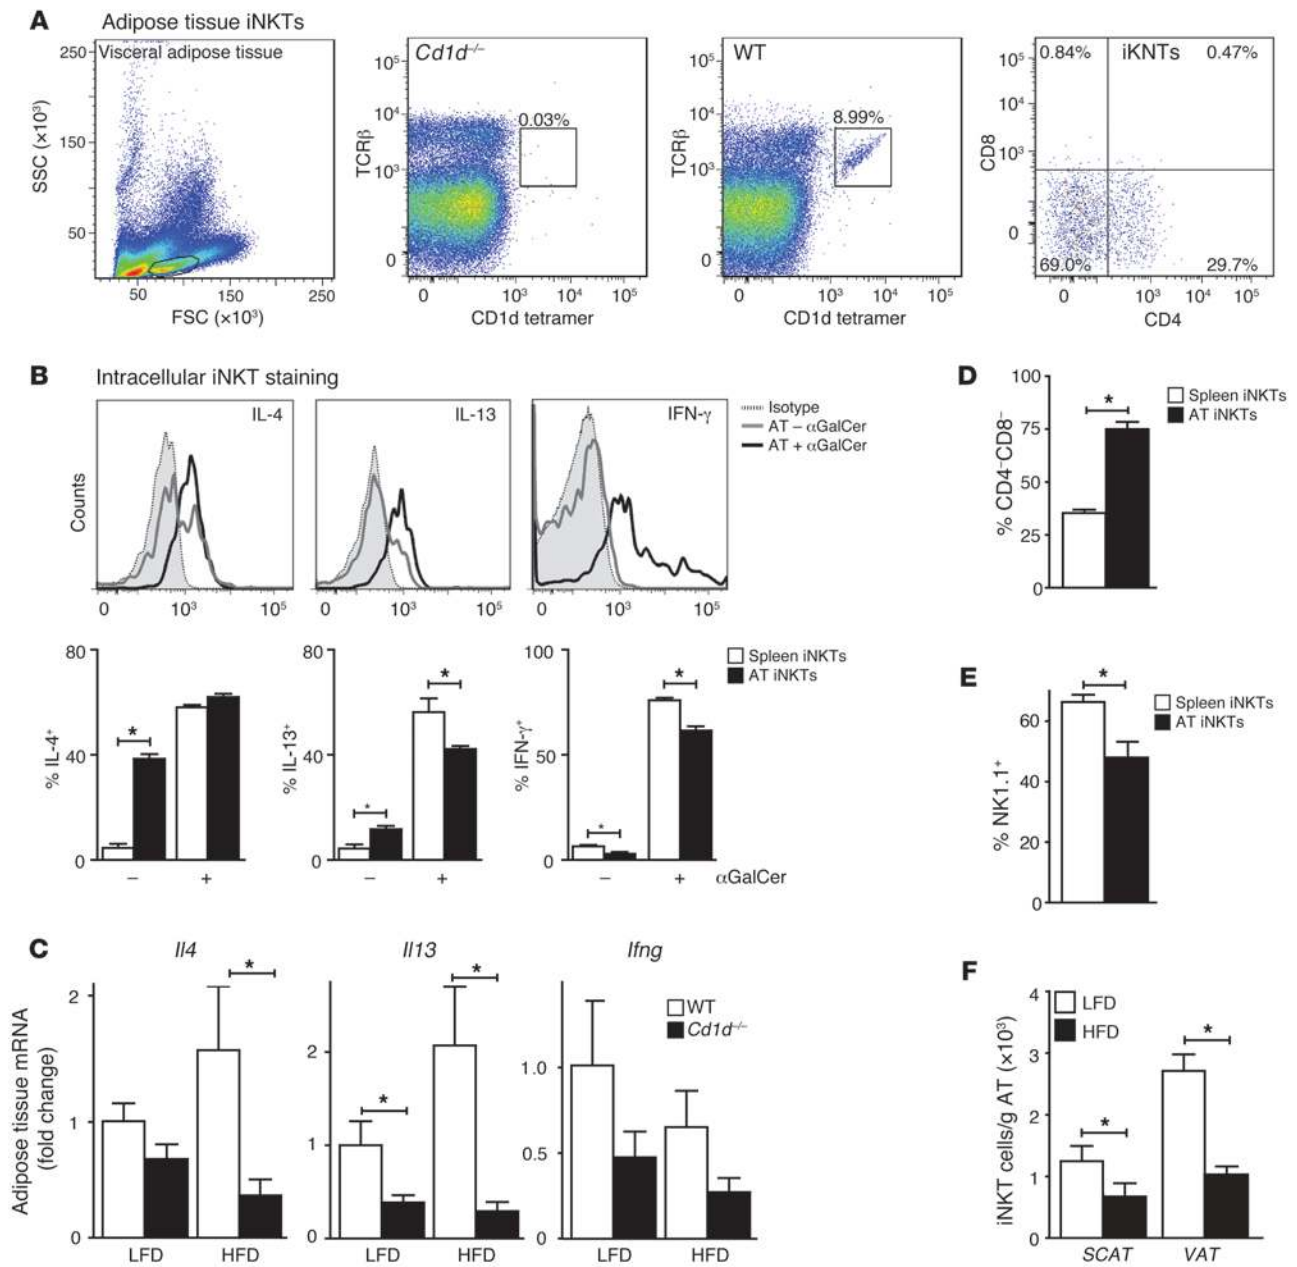 A
Adipose tissue iNKTs
Visceral adipose tissue
250
150
50
SSC (×10³)
50 150 250
FSC (×10³)
Cd1d–/–
0.03%
10⁵
10⁴
10³
0
TCRβ
0 10³ 10⁴ 10⁵
CD1d tetramer
WT
8.99%
10⁵
10⁴
10³
0
TCRβ
0 10³ 10⁴ 10⁵
CD1d tetramer
0.84% iKNTs 0.47%
69.0% 29.7%
10⁵
10⁴
10³
0
CD8
0 10³ 10⁴ 10⁵
CD4
B
Intracellular iNKT staining
Counts
IL-4
0 10³ 10⁵
IL-13
0 10³ 10⁵
IFN-γ
0 10³ 10⁵
Isotype
AT – αGalCer
AT + αGalCer
% IL-4⁺
80
40
0
*
– +
% IL-13⁺
80
40
0
* *
– +
% IFN-γ⁺
100
50
0
* *
– + αGalCer
Spleen iNKTs
AT iNKTs
C
Adipose tissue mRNA
(fold change)
Il4
2
1
0
*
LFD HFD
Il13
2
1
0
* *
LFD HFD
Ifng
1.0
0.5
0
LFD HFD
WT
Cd1d–/–
D
% CD4⁻CD8⁻
100
75
50
25
0
*
Spleen iNKTs
AT iNKTs
E
% NK1.1⁺
60
40
20
0
*
Spleen iNKTs
AT iNKTs
F
iNKT cells/g AT (×10³)
4
3
2
1
0
LFD
HFD
* *
SCAT VAT